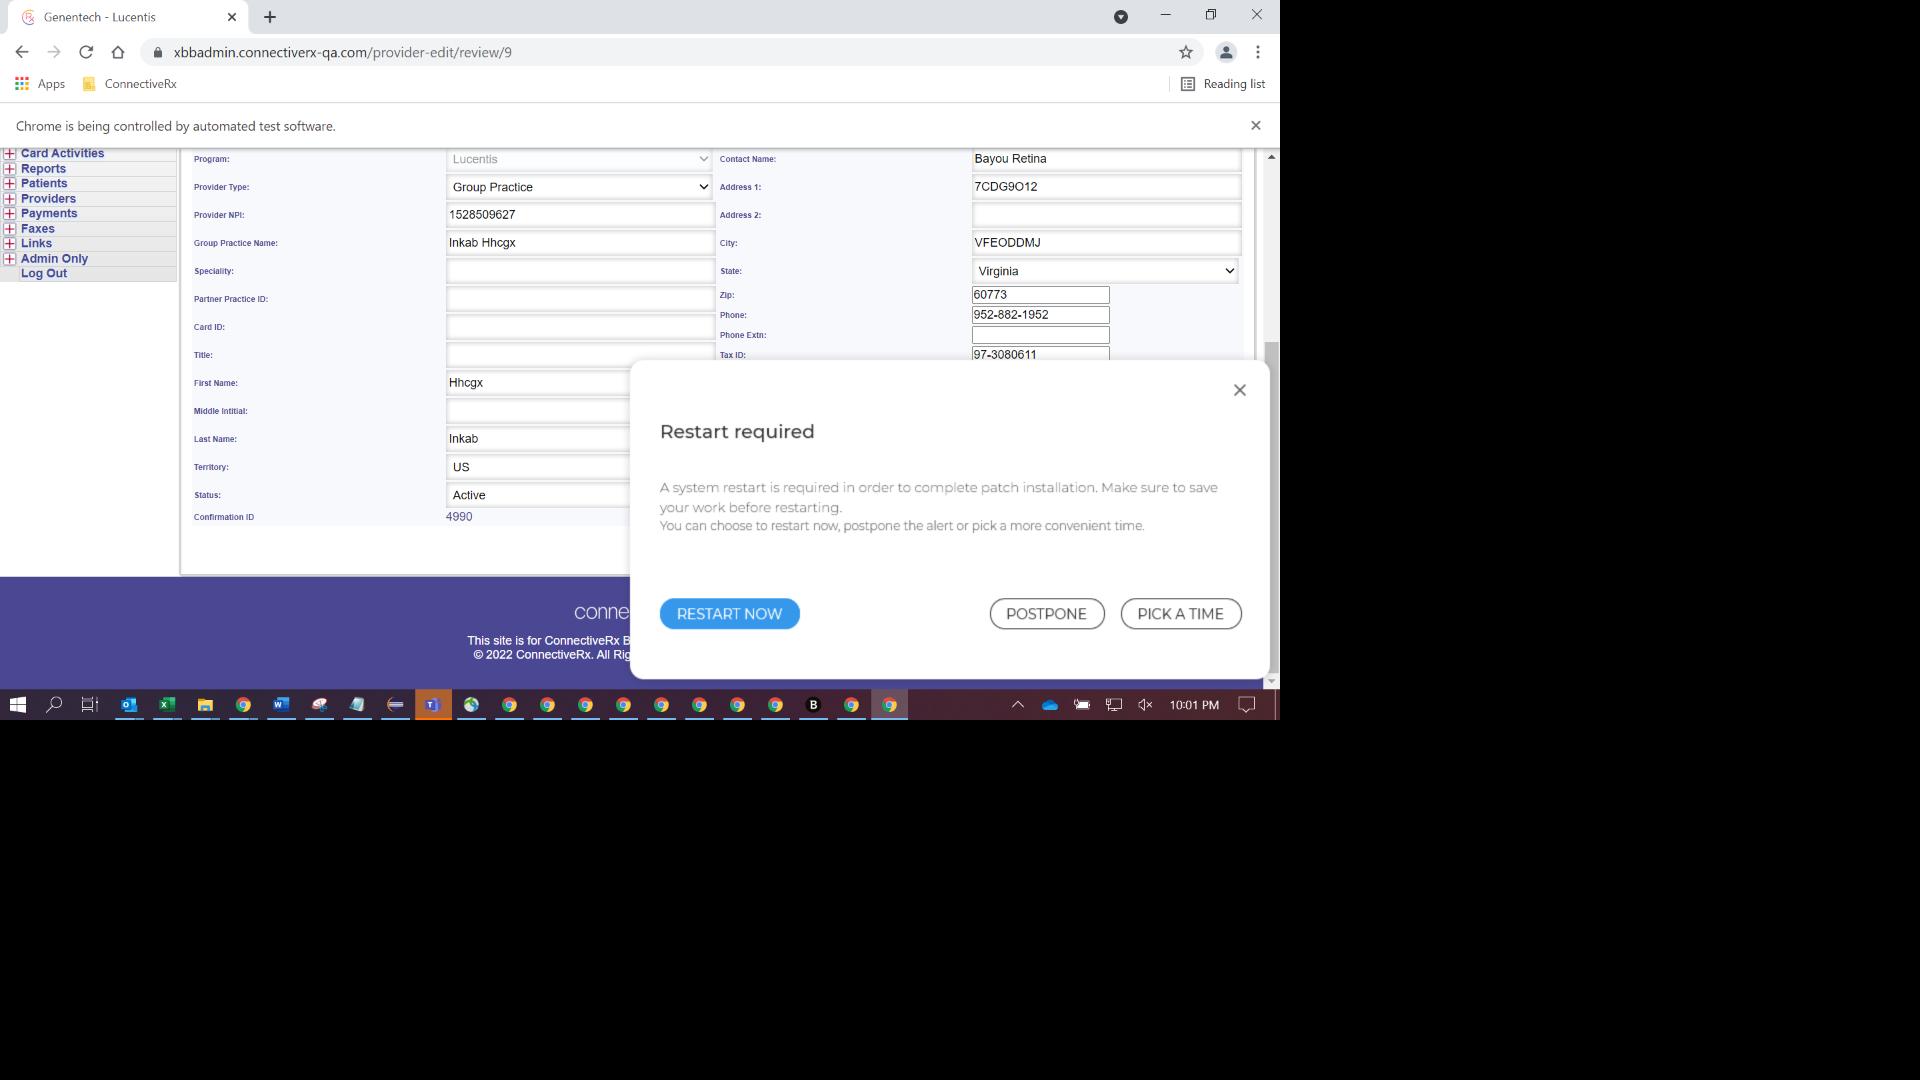 Genentech - Lucentis
xbbadmin.connectiverx-qa.com/provider-edit/review/9
Apps ConnectiveRx Reading list
Chrome is being controlled by automated test software.
Card Activities
Reports
Patients
Providers
Payments
Faxes
Links
Admin Only
Log Out
Program: Lucentis Contact Name: Bayou Retina
Provider Type: Group Practice Address 1: 7CDG9O12
Provider NPI: 1528509627 Address 2:
Group Practice Name: Inkab Hhcgx City: VFEODDMJ
Speciality: State: Virginia
Partner Practice ID: Zip: 60773
Phone: 952-882-1952
Card ID: Phone Extn:
Title: Tax ID: 97-3080611
First Name: Hhcgx
Middle Intitial:
Last Name: Inkab
Territory: US
Status: Active
Confirmation ID 4990
Restart required
A system restart is required in order to complete patch installation. Make sure to save
your work before restarting.
You can choose to restart now, postpone the alert or pick a more convenient time.
RESTART NOW POSTPONE PICK A TIME
conne
This site is for ConnectiveRx B
© 2022 ConnectiveRx. All Rig
10:01 PM